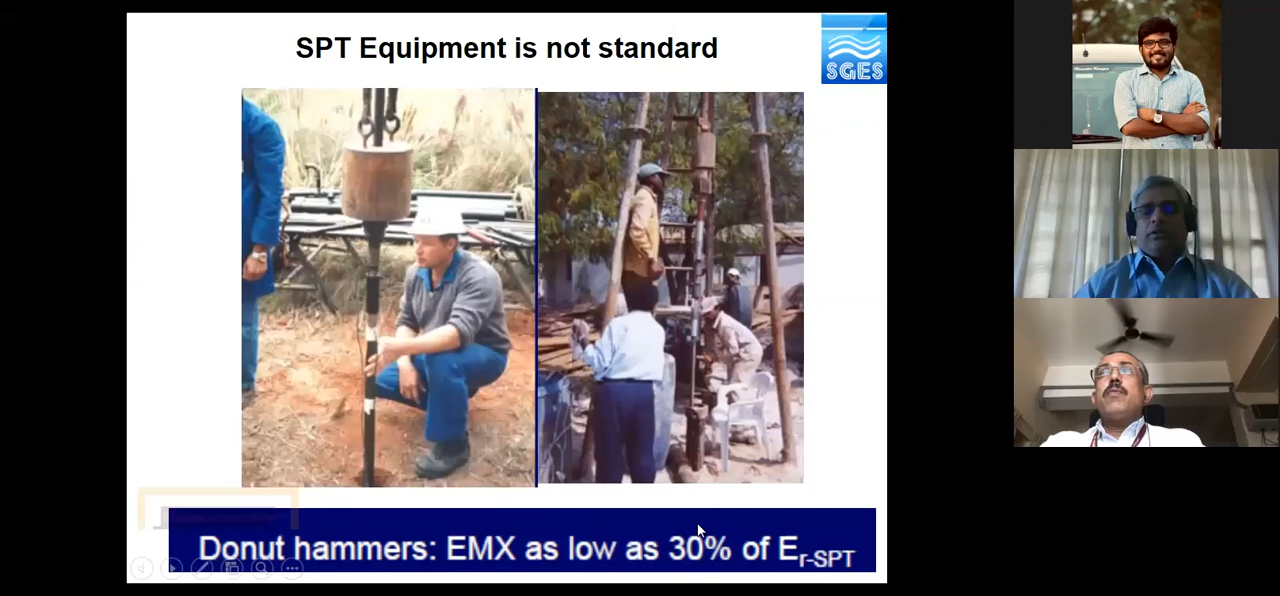 SPT Equipment is not standard
SGES
Donut hammers: EMX as low as 30% of Er-SPT